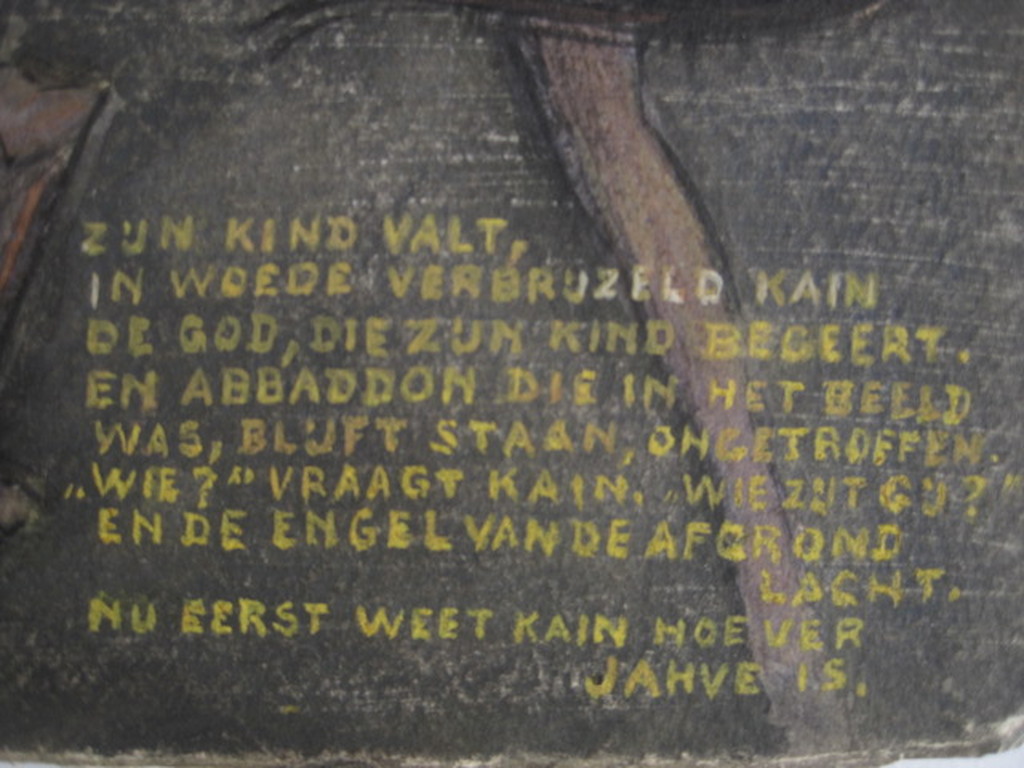 ZIJN KIND VALT,
IN WOEDE VERBRIJZELD KAIN
DE GOD, DIE ZIJN KIND BEGEERT.
EN ABBADDON DIE IN HET BEELD
WAS, BLIJFT STAAN, ONGETROFFEN.
„WIE?“ VRAAGT KAIN. „WIE ZIJT GIJ?"
EN DE ENGEL VAN DE AFGROND
LACHT.
NU EERST WEET KAIN HOE VER
JAHVE IS.